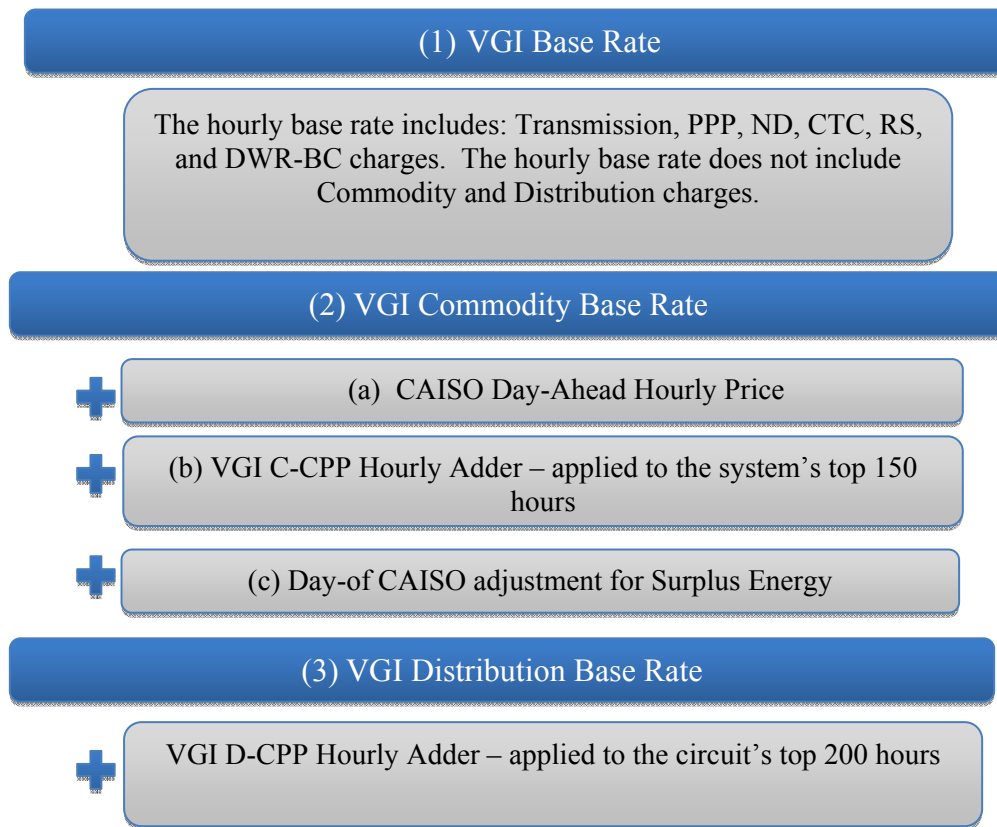 (1) VGI Base Rate
The hourly base rate includes: Transmission, PPP, ND, CTC, RS,
and DWR-BC charges.  The hourly base rate does not include
Commodity and Distribution charges.
(2) VGI Commodity Base Rate
(a)  CAISO Day-Ahead Hourly Price
(b) VGI C-CPP Hourly Adder – applied to the system’s top 150
hours
(c) Day-of CAISO adjustment for Surplus Energy
(3) VGI Distribution Base Rate
VGI D-CPP Hourly Adder – applied to the circuit’s top 200 hours